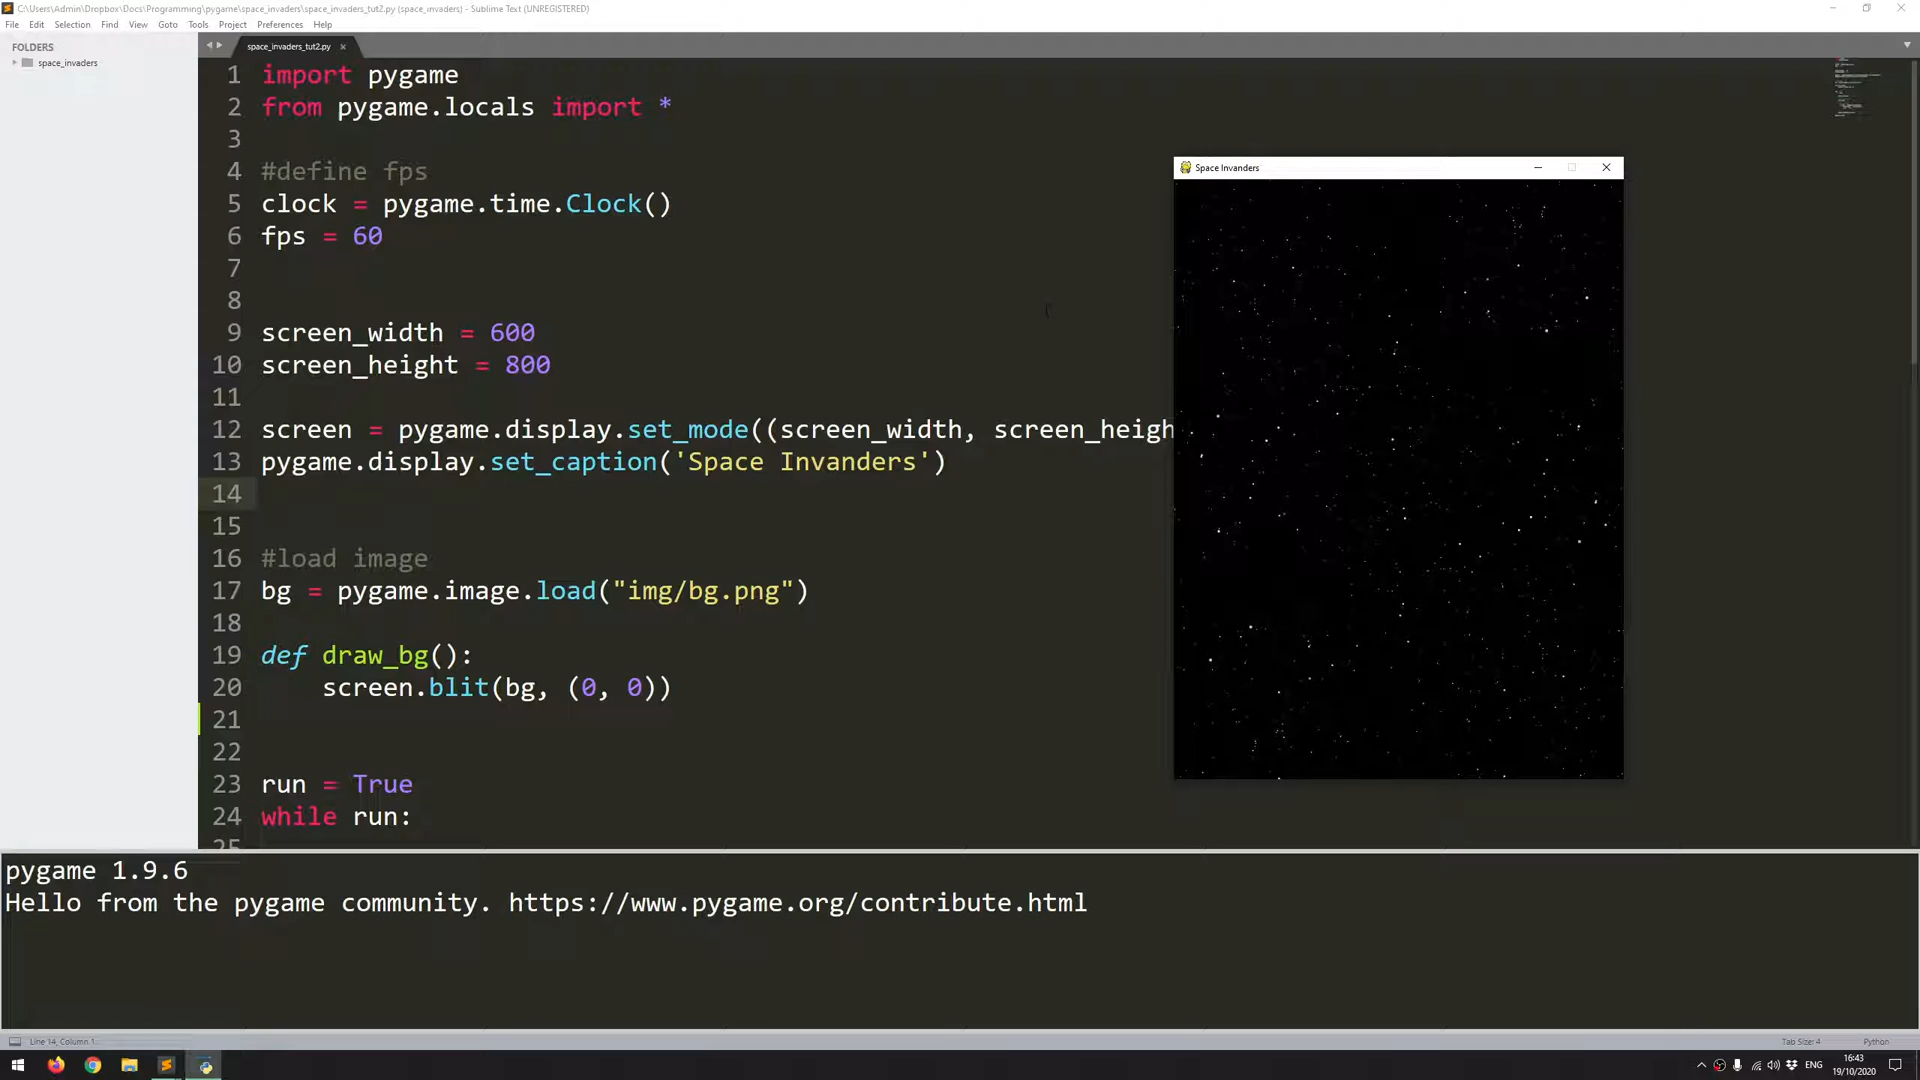 C:\Users\Admin\Dropbox\Docs\Programming\pygame\space_invaders\space_invaders_tut2.py (space_invaders) - Sublime Text (UNREGISTERED)
File Edit Selection Find View Goto Tools Project Preferences Help
FOLDERS
space_invaders
space_invaders_tut2.py
1 import pygame
2 from pygame.locals import *
3
4 #define fps
5 clock = pygame.time.Clock()
6 fps = 60
7
8
9 screen_width = 600
10 screen_height = 800
11
12 screen = pygame.display.set_mode((screen_width, screen_heigh
13 pygame.display.set_caption('Space Invanders')
14
15
16 #load image
17 bg = pygame.image.load("img/bg.png")
18
19 def draw_bg():
20 screen.blit(bg, (0, 0))
21
22
23 run = True
24 while run:
25
Space Invanders
pygame 1.9.6
Hello from the pygame community. https://www.pygame.org/contribute.html
Line 14, Column 1
Tab Size: 4
Python
ENG
16:43
19/10/2020